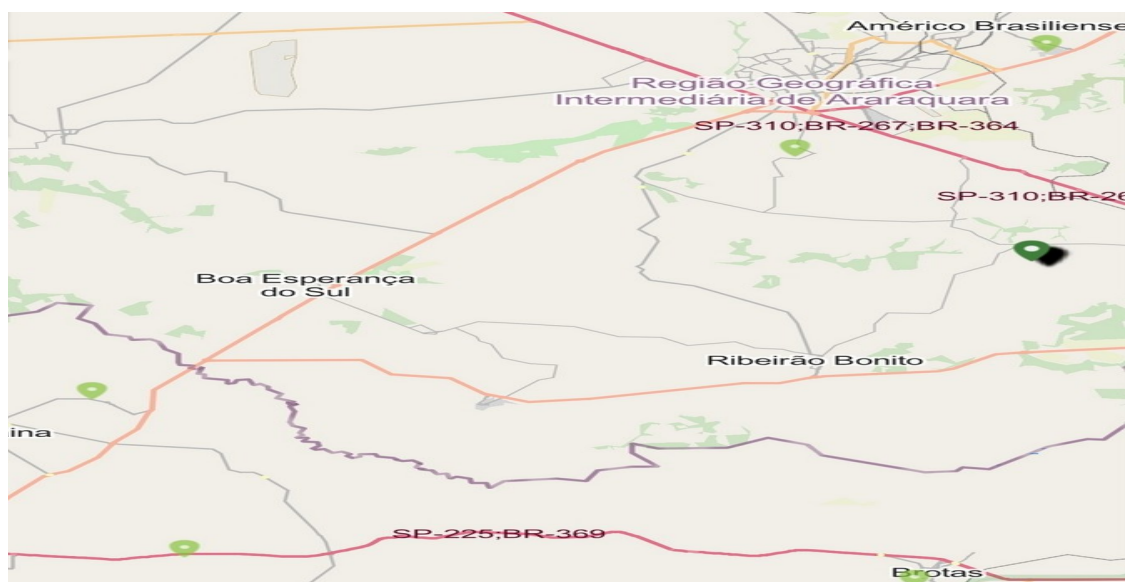 Américo Brasiliense
Região Geográfica
Intermediária de Araraquara
SP-310;BR-267;BR-364
SP-310;BR-26
Boa Esperança
do Sul
Ribeirão Bonito
ina
SP-225;BR-369
Brotas